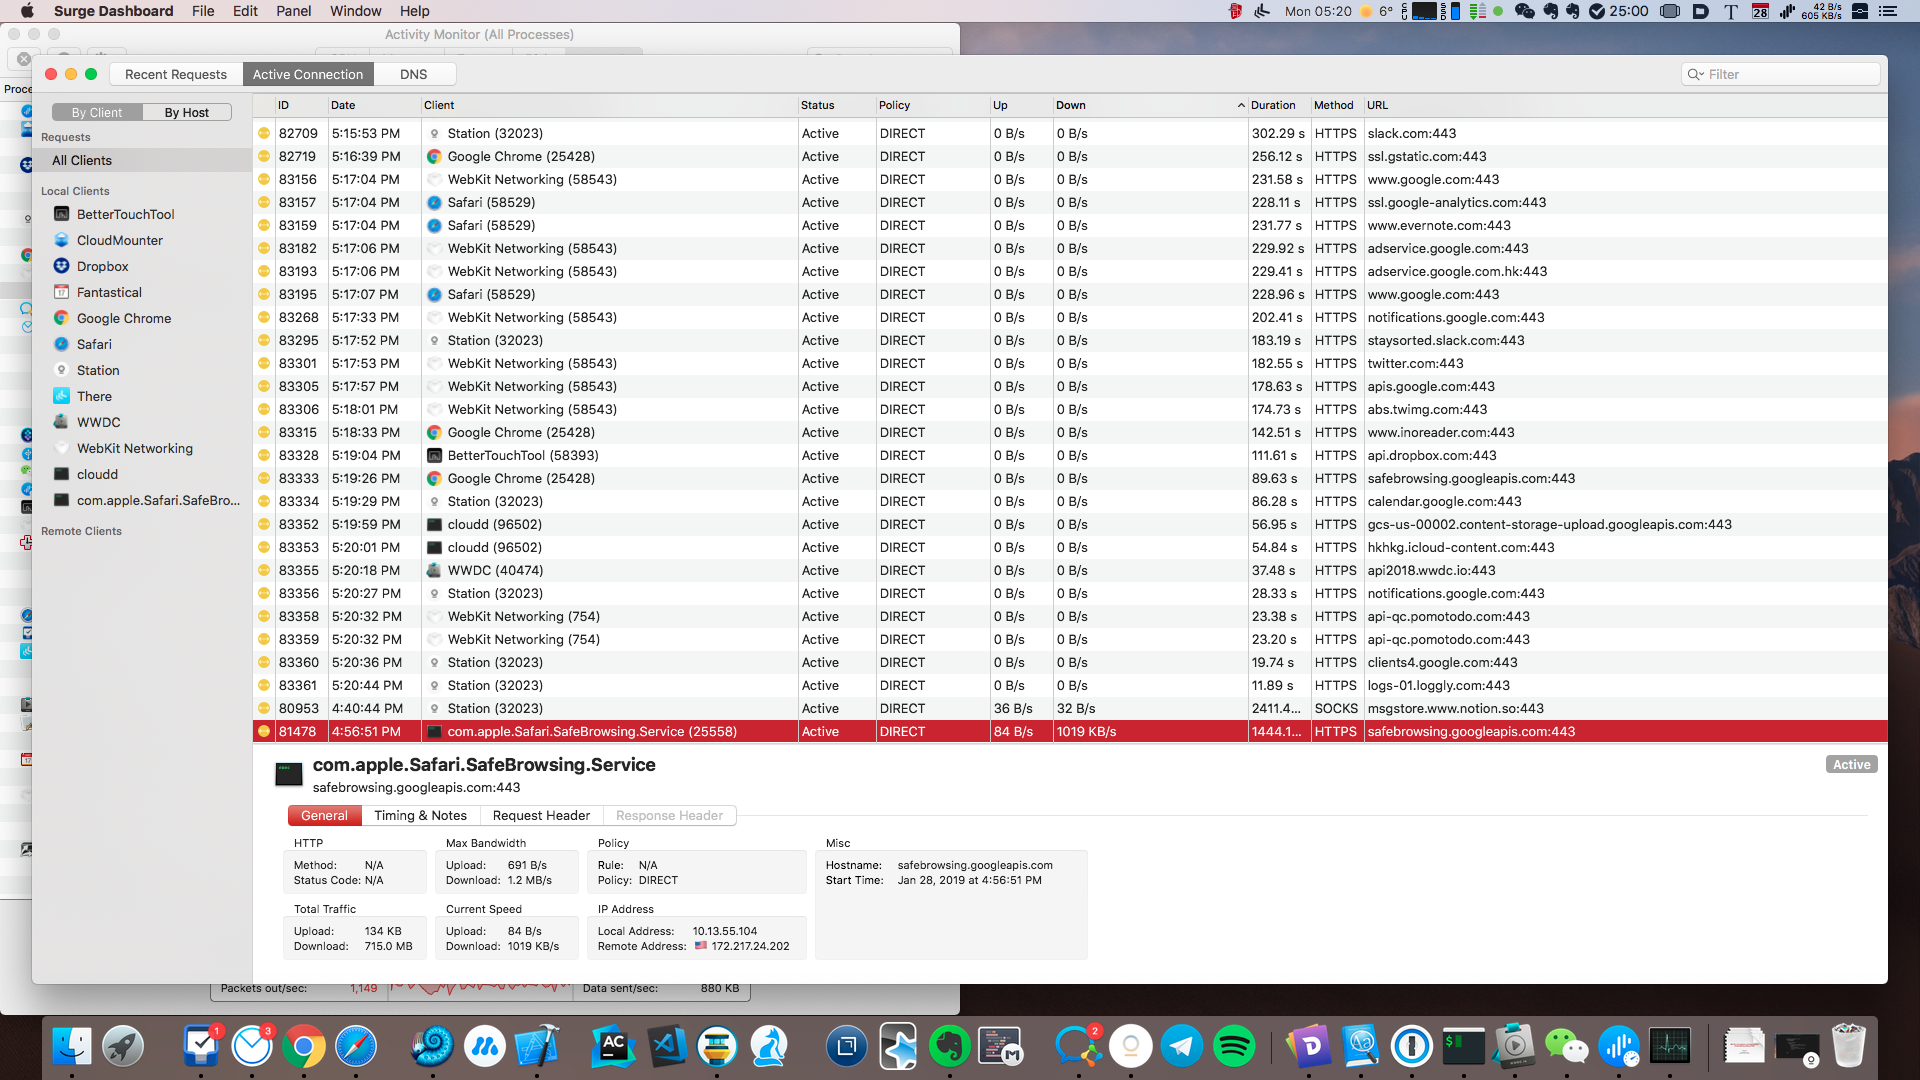 Surge Dashboard File Edit Panel Window Help Mon 05:20 6° 25:00 28 42 B/s 605 KB/s
Activity Monitor (All Processes)
Recent Requests Active Connection DNS Filter
Proce
By Client By Host
Requests
All Clients
Local Clients
BetterTouchTool
CloudMounter
Dropbox
Fantastical
Google Chrome
Safari
Station
There
WWDC
WebKit Networking
cloudd
com.apple.Safari.SafeBro...
Remote Clients
ID Date Client Status Policy Up Down Duration Method URL
82709 5:15:53 PM Station (32023) Active DIRECT 0 B/s 0 B/s 302.29 s HTTPS slack.com:443
82719 5:16:39 PM Google Chrome (25428) Active DIRECT 0 B/s 0 B/s 256.12 s HTTPS ssl.gstatic.com:443
83156 5:17:04 PM WebKit Networking (58543) Active DIRECT 0 B/s 0 B/s 231.58 s HTTPS www.google.com:443
83157 5:17:04 PM Safari (58529) Active DIRECT 0 B/s 0 B/s 228.11 s HTTPS ssl.google-analytics.com:443
83159 5:17:04 PM Safari (58529) Active DIRECT 0 B/s 0 B/s 231.77 s HTTPS www.evernote.com:443
83182 5:17:06 PM WebKit Networking (58543) Active DIRECT 0 B/s 0 B/s 229.92 s HTTPS adservice.google.com:443
83193 5:17:06 PM WebKit Networking (58543) Active DIRECT 0 B/s 0 B/s 229.41 s HTTPS adservice.google.com.hk:443
83195 5:17:07 PM Safari (58529) Active DIRECT 0 B/s 0 B/s 228.96 s HTTPS www.google.com:443
83268 5:17:33 PM WebKit Networking (58543) Active DIRECT 0 B/s 0 B/s 202.41 s HTTPS notifications.google.com:443
83295 5:17:52 PM Station (32023) Active DIRECT 0 B/s 0 B/s 183.19 s HTTPS staysorted.slack.com:443
83301 5:17:53 PM WebKit Networking (58543) Active DIRECT 0 B/s 0 B/s 182.55 s HTTPS twitter.com:443
83305 5:17:57 PM WebKit Networking (58543) Active DIRECT 0 B/s 0 B/s 178.63 s HTTPS apis.google.com:443
83306 5:18:01 PM WebKit Networking (58543) Active DIRECT 0 B/s 0 B/s 174.73 s HTTPS abs.twimg.com:443
83315 5:18:33 PM Google Chrome (25428) Active DIRECT 0 B/s 0 B/s 142.51 s HTTPS www.inoreader.com:443
83328 5:19:04 PM BetterTouchTool (58393) Active DIRECT 0 B/s 0 B/s 111.61 s HTTPS api.dropbox.com:443
83333 5:19:26 PM Google Chrome (25428) Active DIRECT 0 B/s 0 B/s 89.63 s HTTPS safebrowsing.googleapis.com:443
83334 5:19:29 PM Station (32023) Active DIRECT 0 B/s 0 B/s 86.28 s HTTPS calendar.google.com:443
83352 5:19:59 PM cloudd (96502) Active DIRECT 0 B/s 0 B/s 56.95 s HTTPS gcs-us-00002.content-storage-upload.googleapis.com:443
83353 5:20:01 PM cloudd (96502) Active DIRECT 0 B/s 0 B/s 54.84 s HTTPS hkhkg.icloud-content.com:443
83355 5:20:18 PM WWDC (40474) Active DIRECT 0 B/s 0 B/s 37.48 s HTTPS api2018.wwdc.io:443
83356 5:20:27 PM Station (32023) Active DIRECT 0 B/s 0 B/s 28.33 s HTTPS notifications.google.com:443
83358 5:20:32 PM WebKit Networking (754) Active DIRECT 0 B/s 0 B/s 23.38 s HTTPS api-qc.pomotodo.com:443
83359 5:20:32 PM WebKit Networking (754) Active DIRECT 0 B/s 0 B/s 23.20 s HTTPS api-qc.pomotodo.com:443
83360 5:20:36 PM Station (32023) Active DIRECT 0 B/s 0 B/s 19.74 s HTTPS clients4.google.com:443
83361 5:20:44 PM Station (32023) Active DIRECT 0 B/s 0 B/s 11.89 s HTTPS logs-01.loggly.com:443
80953 4:40:44 PM Station (32023) Active DIRECT 36 B/s 32 B/s 2411.4... SOCKS msgstore.www.notion.so:443
81478 4:56:51 PM com.apple.Safari.SafeBrowsing.Service (25558) Active DIRECT 84 B/s 1019 KB/s 1444.1... HTTPS safebrowsing.googleapis.com:443
com.apple.Safari.SafeBrowsing.Service Active
safebrowsing.googleapis.com:443
General Timing & Notes Request Header Response Header
HTTP Max Bandwidth Policy Misc
Method: N/A Upload: 691 B/s Rule: N/A Hostname: safebrowsing.googleapis.com
Status Code: N/A Download: 1.2 MB/s Policy: DIRECT Start Time: Jan 28, 2019 at 4:56:51 PM
Total Traffic Current Speed IP Address
Upload: 134 KB Upload: 84 B/s Local Address: 10.13.55.104
Download: 715.0 MB Download: 1019 KB/s Remote Address: 172.217.24.202
Packets out/sec: 1,149 Data sent/sec: 880 KB
1 3 AC 2 D M $